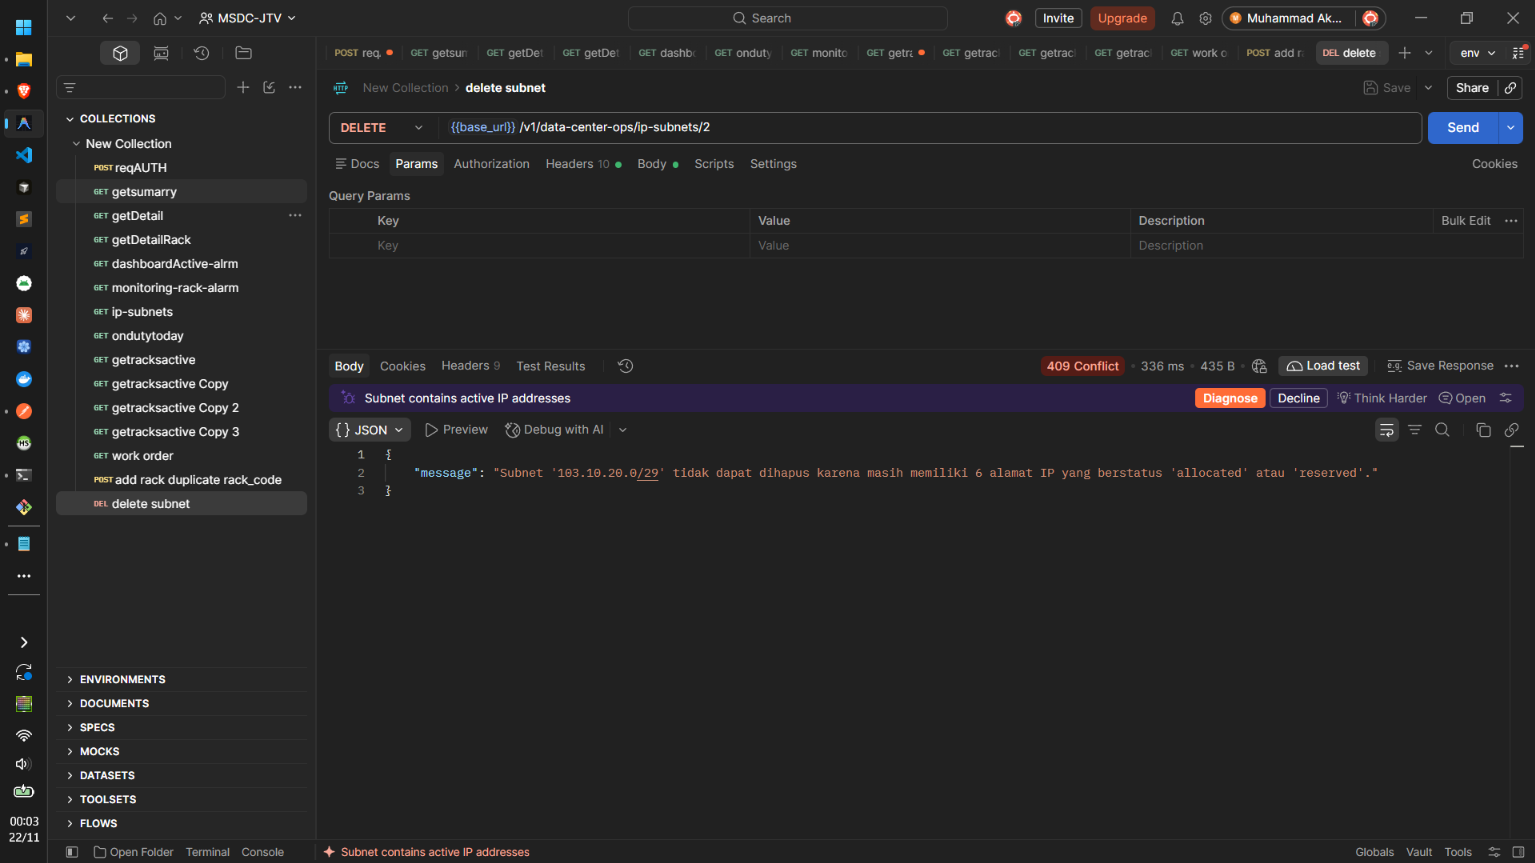 MSDC-JTV
Search
Invite
Upgrade
Muhammad Ak...
POST req.
GET getsun
GET getDet
GET getDet
GET dashbo
GET onduty
GET monito
GET getra
GET getrac
GET getrac
GET getrac
GET work o
POST add ra
DEL delete
env
New Collection > delete subnet
Save
Share
COLLECTIONS
New Collection
POST reqAUTH
GET getsumarry
GET getDetail
GET getDetailRack
GET dashboardActive-alrm
GET monitoring-rack-alarm
GET ip-subnets
GET ondutytoday
GET getracksactive
GET getracksactive Copy
GET getracksactive Copy 2
GET getracksactive Copy 3
GET work order
POST add rack duplicate rack_code
DEL delete subnet
ENVIRONMENTS
DOCUMENTS
SPECS
MOCKS
DATASETS
TOOLSETS
FLOWS
HTTP
DELETE
{{base_url}} /v1/data-center-ops/ip-subnets/2
Send
Docs
Params
Authorization
Headers 10
Body
Scripts
Settings
Cookies
Query Params
Key
Value
Description
Bulk Edit
Key
Value
Description
Body
Cookies
Headers 9
Test Results
409 Conflict
336 ms
435 B
Load test
e.g. Save Response
Subnet contains active IP addresses
Diagnose
Decline
Think Harder
Open
{} JSON
Preview
Debug with AI
1 {
2 "message": "Subnet '103.10.20.0/29' tidak dapat dihapus karena masih memiliki 6 alamat IP yang berstatus 'allocated' atau 'reserved'."
3 }
00:03
22/11
Open Folder
Terminal
Console
Subnet contains active IP addresses
Globals
Vault
Tools